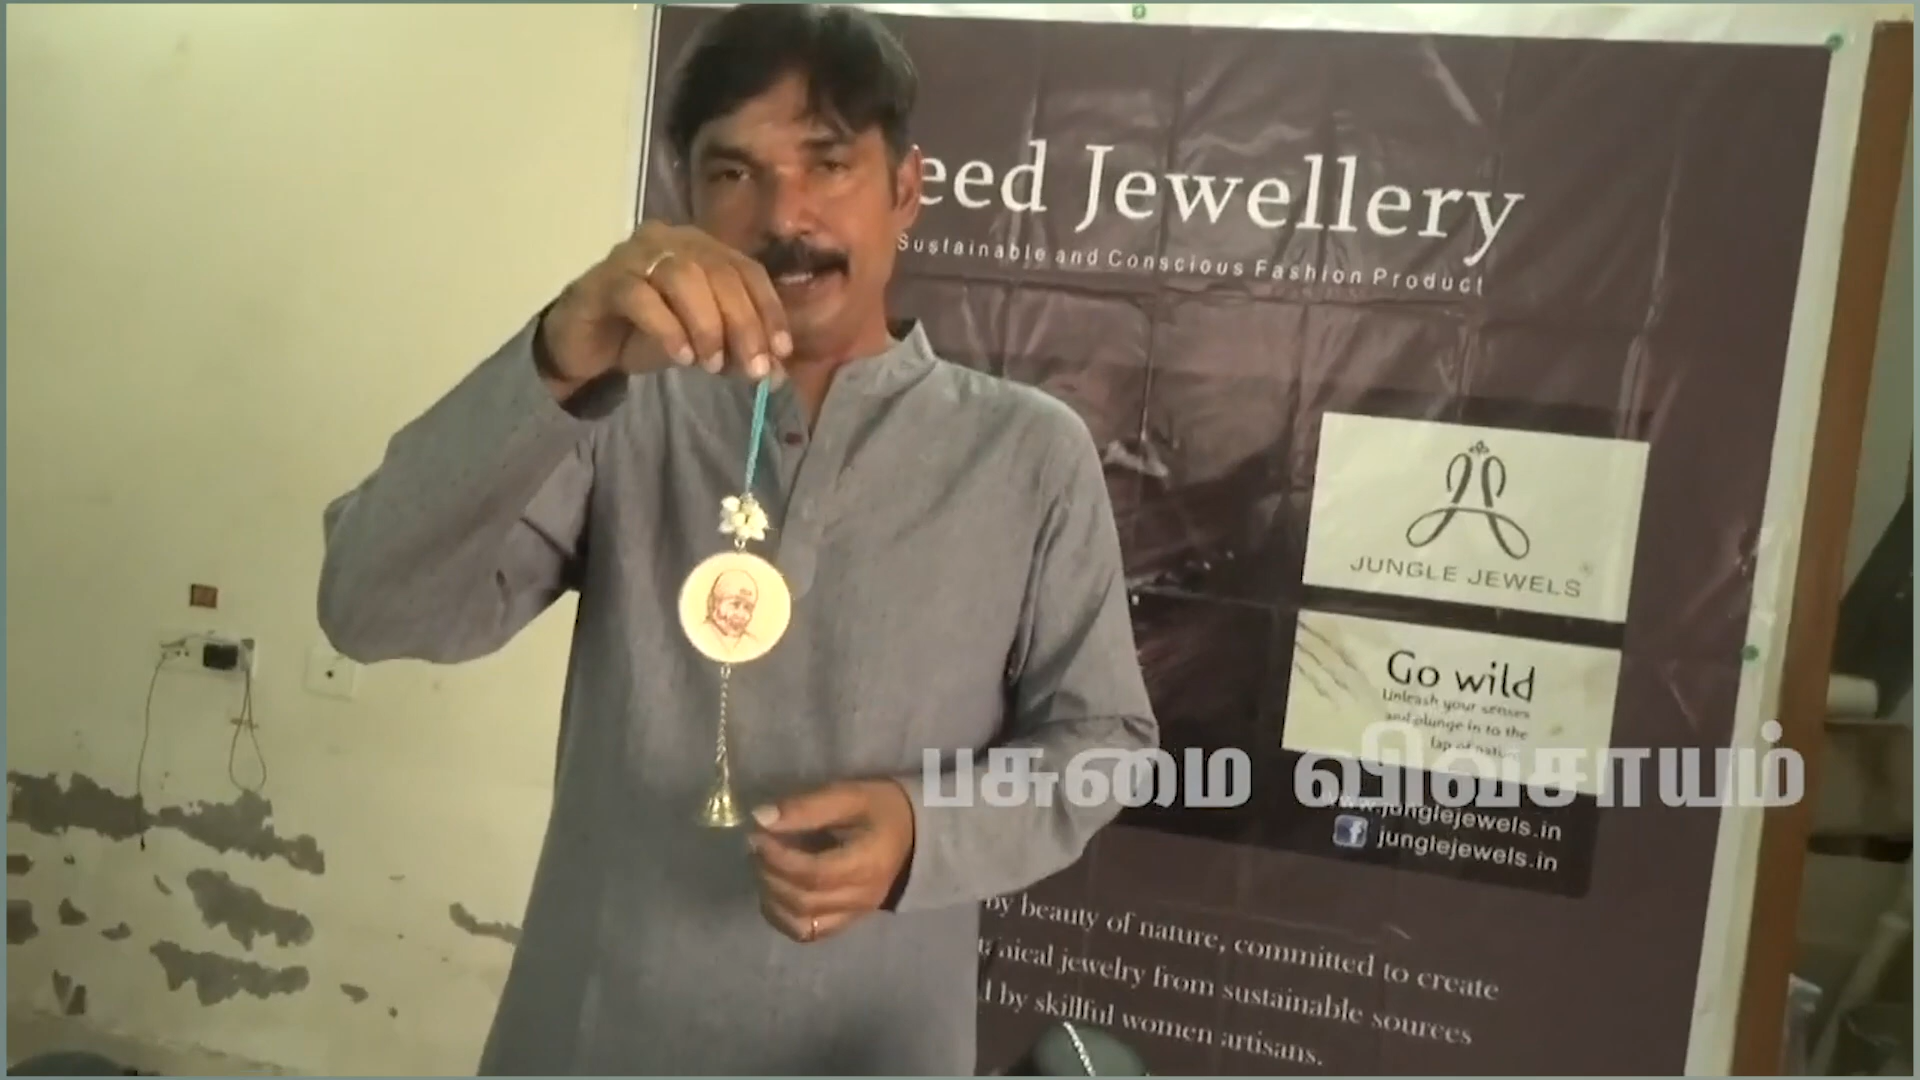 eed Jewellery
Sustainable and Conscious Fashion Product
JUNGLE JEWELS
Go wild
Unleash your senses
and plunge in to the
lap of
பசுமை விவசாயம்
www.junglejewels.in
junglejewels.in
by beauty of nature, committed to create
jewelry from sustainable sources
by skillful women artisans.